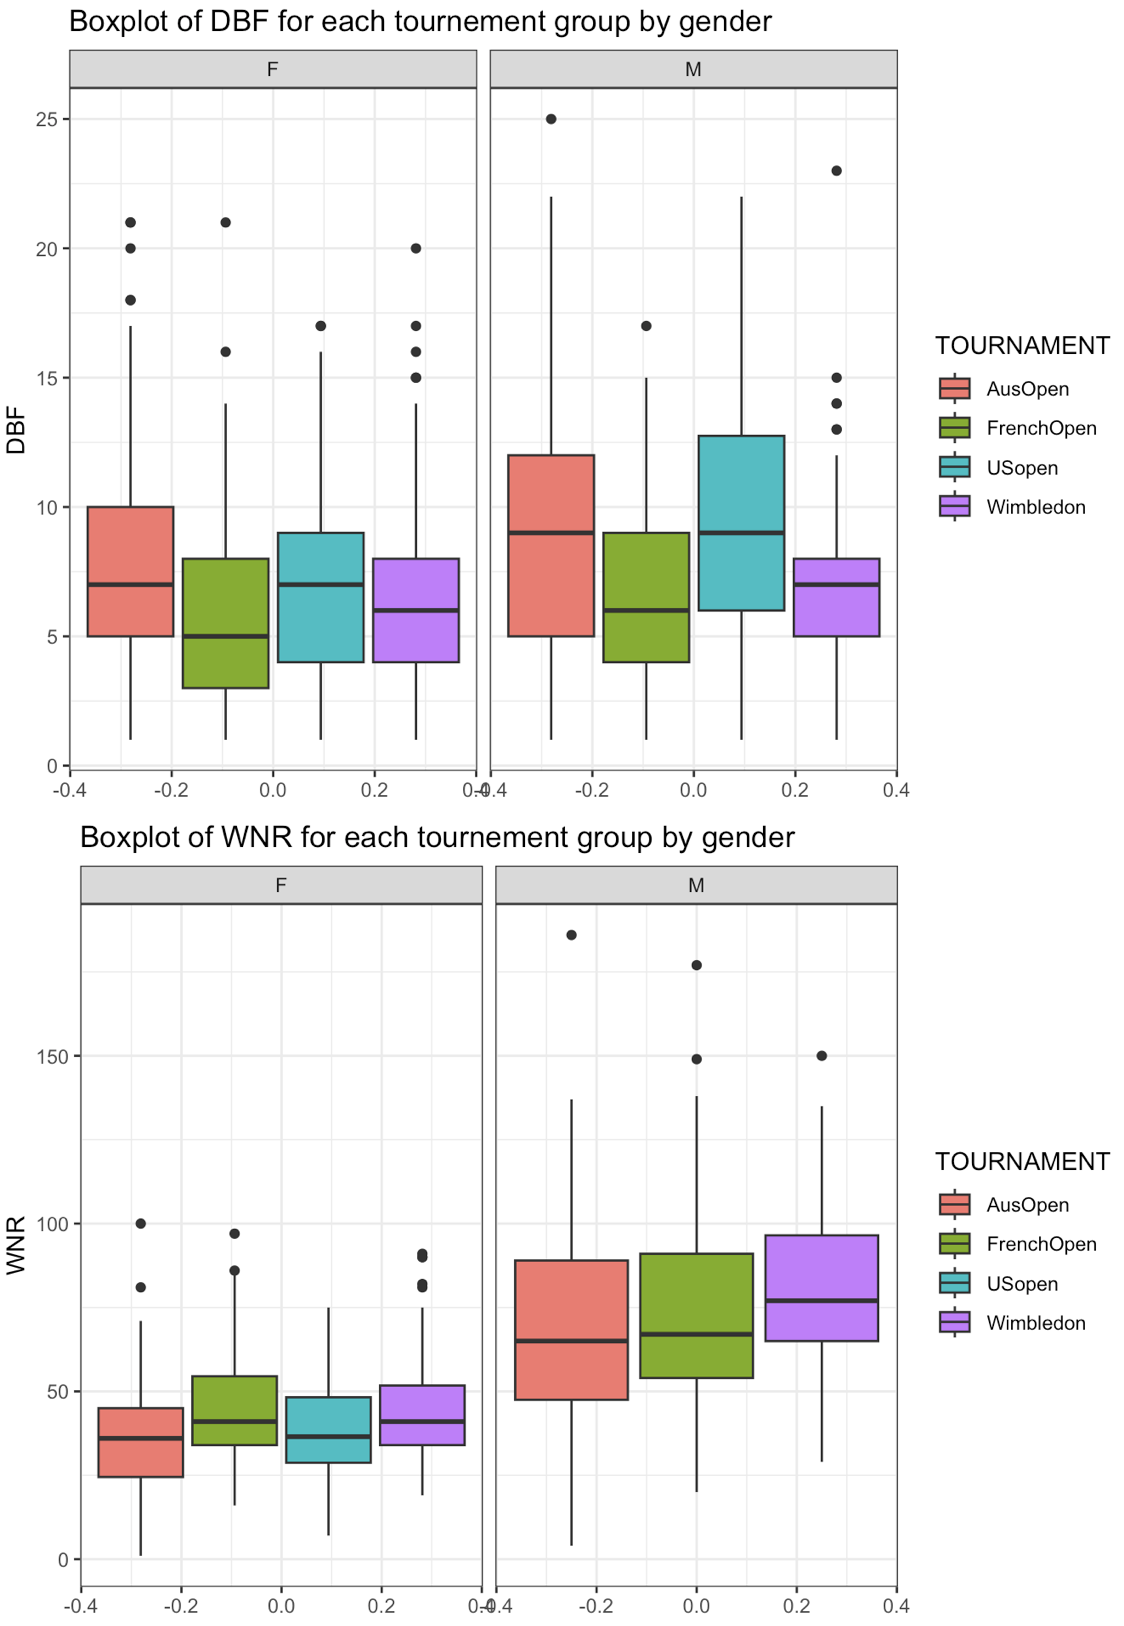 Boxplot of DBF for each tournement group by gender
F M
25
20
15
10
5
0
DBF
-0.4 -0.2 0.0 0.2 0.4 -0.4 -0.2 0.0 0.2 0.4
TOURNAMENT
AusOpen
FrenchOpen
USopen
Wimbledon
Boxplot of WNR for each tournement group by gender
F M
150
100
50
0
WNR
-0.4 -0.2 0.0 0.2 0.4 -0.4 -0.2 0.0 0.2 0.4
TOURNAMENT
AusOpen
FrenchOpen
USopen
Wimbledon